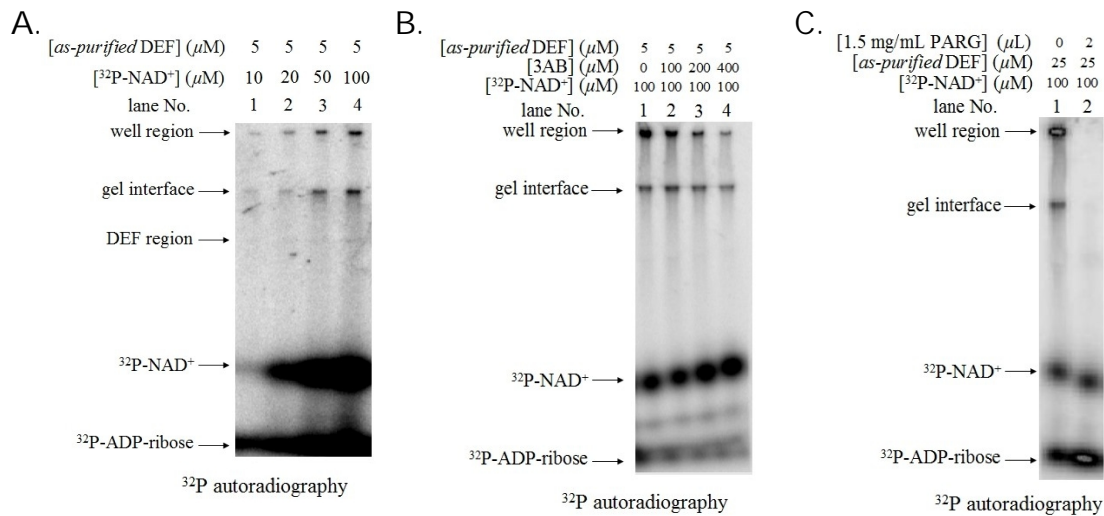 A.
[as-purified DEF] (μM) 5 5 5 5
[³²P-NAD⁺] (μM) 10 20 50 100
lane No. 1 2 3 4
well region
gel interface
DEF region
³²P-NAD⁺
³²P-ADP-ribose
³²P autoradiography
B.
[as-purified DEF] (μM) 5 5 5 5
[3AB] (μM) 0 100 200 400
[³²P-NAD⁺] (μM) 100 100 100 100
lane No. 1 2 3 4
well region
gel interface
³²P-NAD⁺
³²P-ADP-ribose
³²P autoradiography
C.
[1.5 mg/mL PARG] (μL) 0 2
[as-purified DEF] (μM) 25 25
[³²P-NAD⁺] (μM) 100 100
lane No. 1 2
well region
gel interface
³²P-NAD⁺
³²P-ADP-ribose
³²P autoradiography